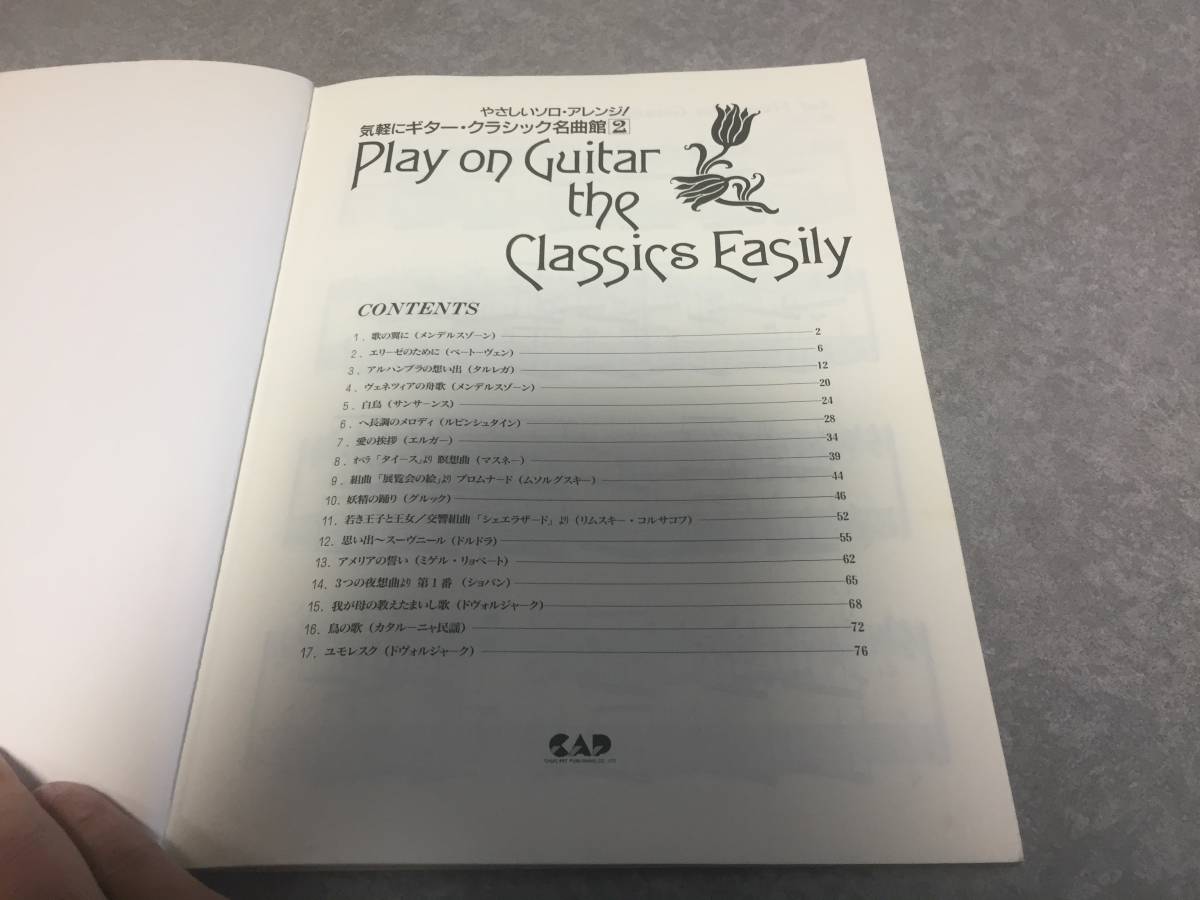 やさしいソロ・アレンジ!
気軽にギター・クラシック名曲館2
Play on Guitar
the
Classics Easily
CONTENTS
1. 歌の翼に (メンデルスゾーン) 2
2. エリーゼのために (ベートーヴェン) 6
3. アルハンブラの想い出 (タルレガ) 12
4. ヴェネツィアの舟歌 (メンデルスゾーン) 20
5. 白鳥 (サンサーンス) 24
6. ヘ長調のメロディ (ルビンシュタイン) 28
7. 愛の挨拶 (エルガー) 34
8. オペラ「タイース」より 瞑想曲 (マスネー) 39
9. 組曲「展覧会の絵」より プロムナード (ムソルグスキー) 44
10. 妖精の踊り (グルック) 46
11. 若き王子と王女/交響組曲「シェエラザード」より (リムスキー・コルサコフ) 52
12. 思い出〜スーヴニール (ドルドラ) 55
13. アメリアの誓い (ミゲル・リョベート) 62
14. 3つの夜想曲より 第1番 (ショパン) 65
15. 我が母の教えたまいし歌 (ドヴォルジャーク) 68
16. 鳥の歌 (カタルーニャ民謡) 72
17. ユモレスク (ドヴォルジャーク) 76
CAP
CHUO ART PUBLISHING CO., LTD.